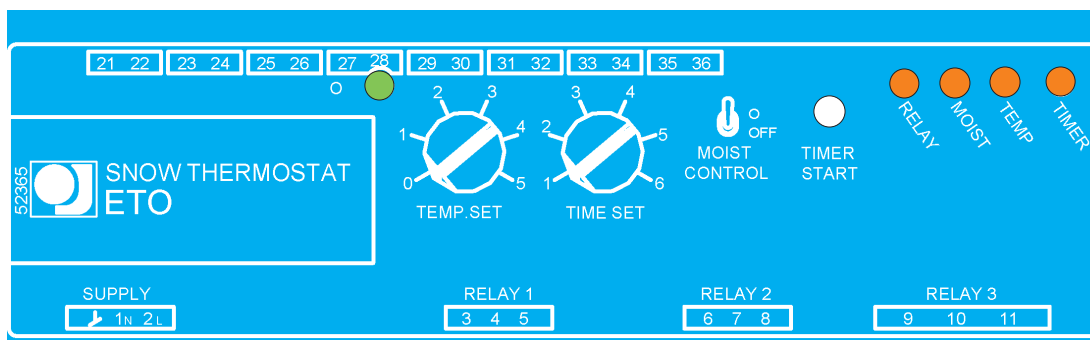 21 22 23 24 25 26 27 28 29 30 31 32 33 34 35 36
O
2 3
1 4
0 5
TEMP.SET
3 4
2 5
1 6
TIME SET
O
OFF
MOIST
CONTROL
TIMER
START
RELAY
MOIST
TEMP
TIMER
52365
SNOW THERMOSTAT
ETO
SUPPLY
1N 2L
RELAY 1
3 4 5
RELAY 2
6 7 8
RELAY 3
9 10 11